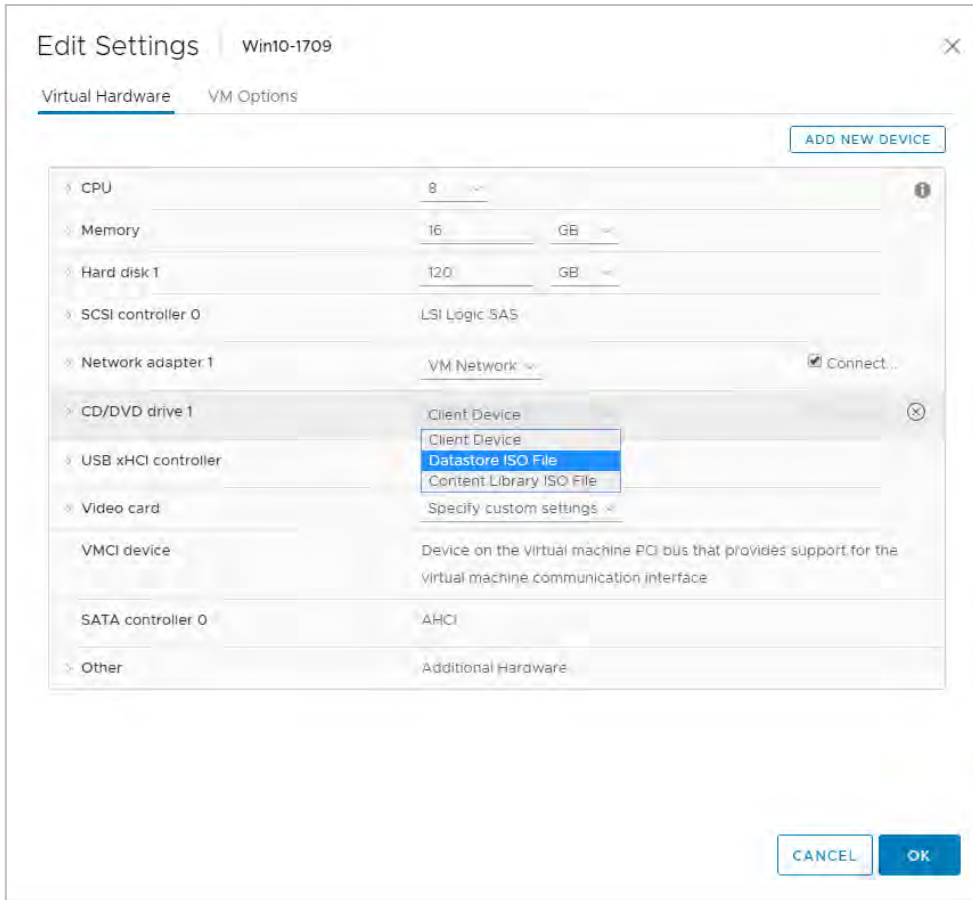 Edit Settings Win10-1709
Virtual Hardware VM Options
ADD NEW DEVICE
CPU 8
Memory 16 GB
Hard disk 1 120 GB
SCSI controller 0 LSI Logic SAS
Network adapter 1 VM Network Connect...
CD/DVD drive 1 Client Device
Client Device
Datastore ISO File
USB xHCI controller
Content Library ISO File
Video card Specify custom settings
VMCI device Device on the virtual machine PCI bus that provides support for the
virtual machine communication interface
SATA controller 0 AHCI
Other Additional Hardware
CANCEL OK